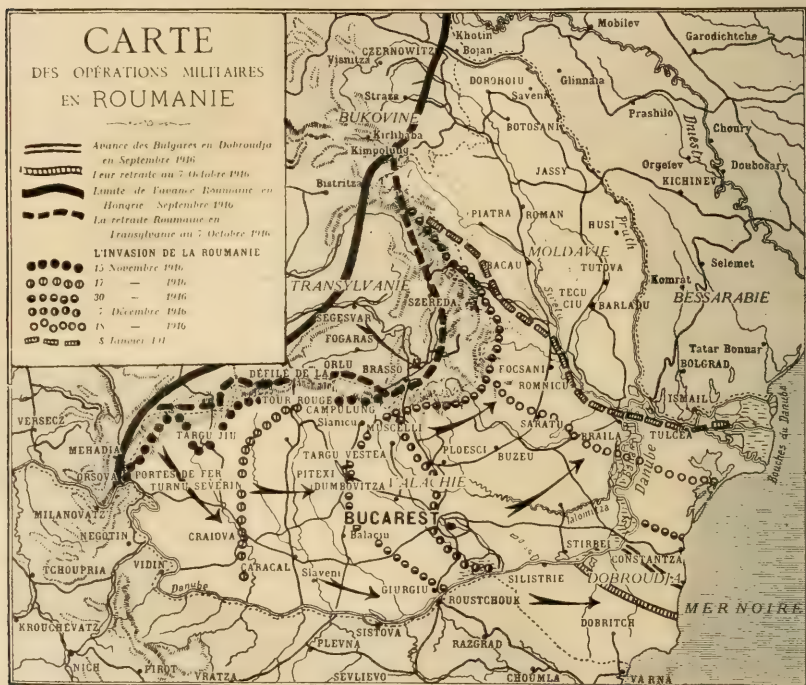 CARTE
DES OPÉRATIONS MILITAIRES
EN ROUMANIE
Avance des Bulgares en Dobroudja
en Septembre 1916
Leur retraite au 7 Octobre 1916
Limite de l'avance Roumaine en
Hongrie Septembre 1916
La retraite Roumaine en
Transylvanie au 7 Octobre 1916
L'INVASION DE LA ROUMANIE
15 Novembre 1916
17 — 1916
30 — 1916
7 Décembre 1916
18 — 1916
8 Janvier
Khotin
Mobilev
CZERNOWITZ
Bojan
Garodichtche
Visnitza
DOROHOIU
Glinnaia
Straza
Saveni
Prashilo
BUKOVINE
BOTOSANI
Choury
Dniestr
Kirlibaba
Kimpolung
Orgeiev
Doubosary
JASSY
KICHINEV
Bistritza
PIATRA
ROMAN
HUSI
Pruth
MOLDAVIE
BACAU
TUTOVA
Selemet
TRANSYLVANIE
Komrat
Sireth
TECU
CIU
BARLADU
BESSARABIE
SZEREDA
SEGESVAR
FOGARAS
Tatar Bonuar
ORLU
BRASSO
FOCSANI
BOLGRAD
DÉFILÉ DE LA
ROMNICU
TOUR ROUGE
ISMAIL
CAMPULUNG
VERSECZ
Sianicu
MUSCELLI
SARATU
BRAILA
TULCEA
Bouches du Danube
TARGU JIU
MEHADIA
PLOESCI
BUZEU
TARGU VESTEA
ORSOVA
PORTES DE FER
PITEXI
TURNU SEVERIN
DUMBOVITZA
VALACHIE
Danube
MILANOVATZ
BUCAREST
Ialomitza
NEGOTIN
CRAIOVA
Balaciu
STIRBEI
CONSTANTZA
TCHOUPRIA
VIDIN
CARACAL
Slaveni
DOBROUDJA
SILISTRIE
Danube
GIURGIU
ROUSTCHOUK
MER NOIRE
KROUCHÉVATZ
SISTOVA
DOBRITCH
PLEVNA
RAZGRAD
NICH
PIROT
VRATZA
SEVLIEVO
CHOUMLA
VARNA